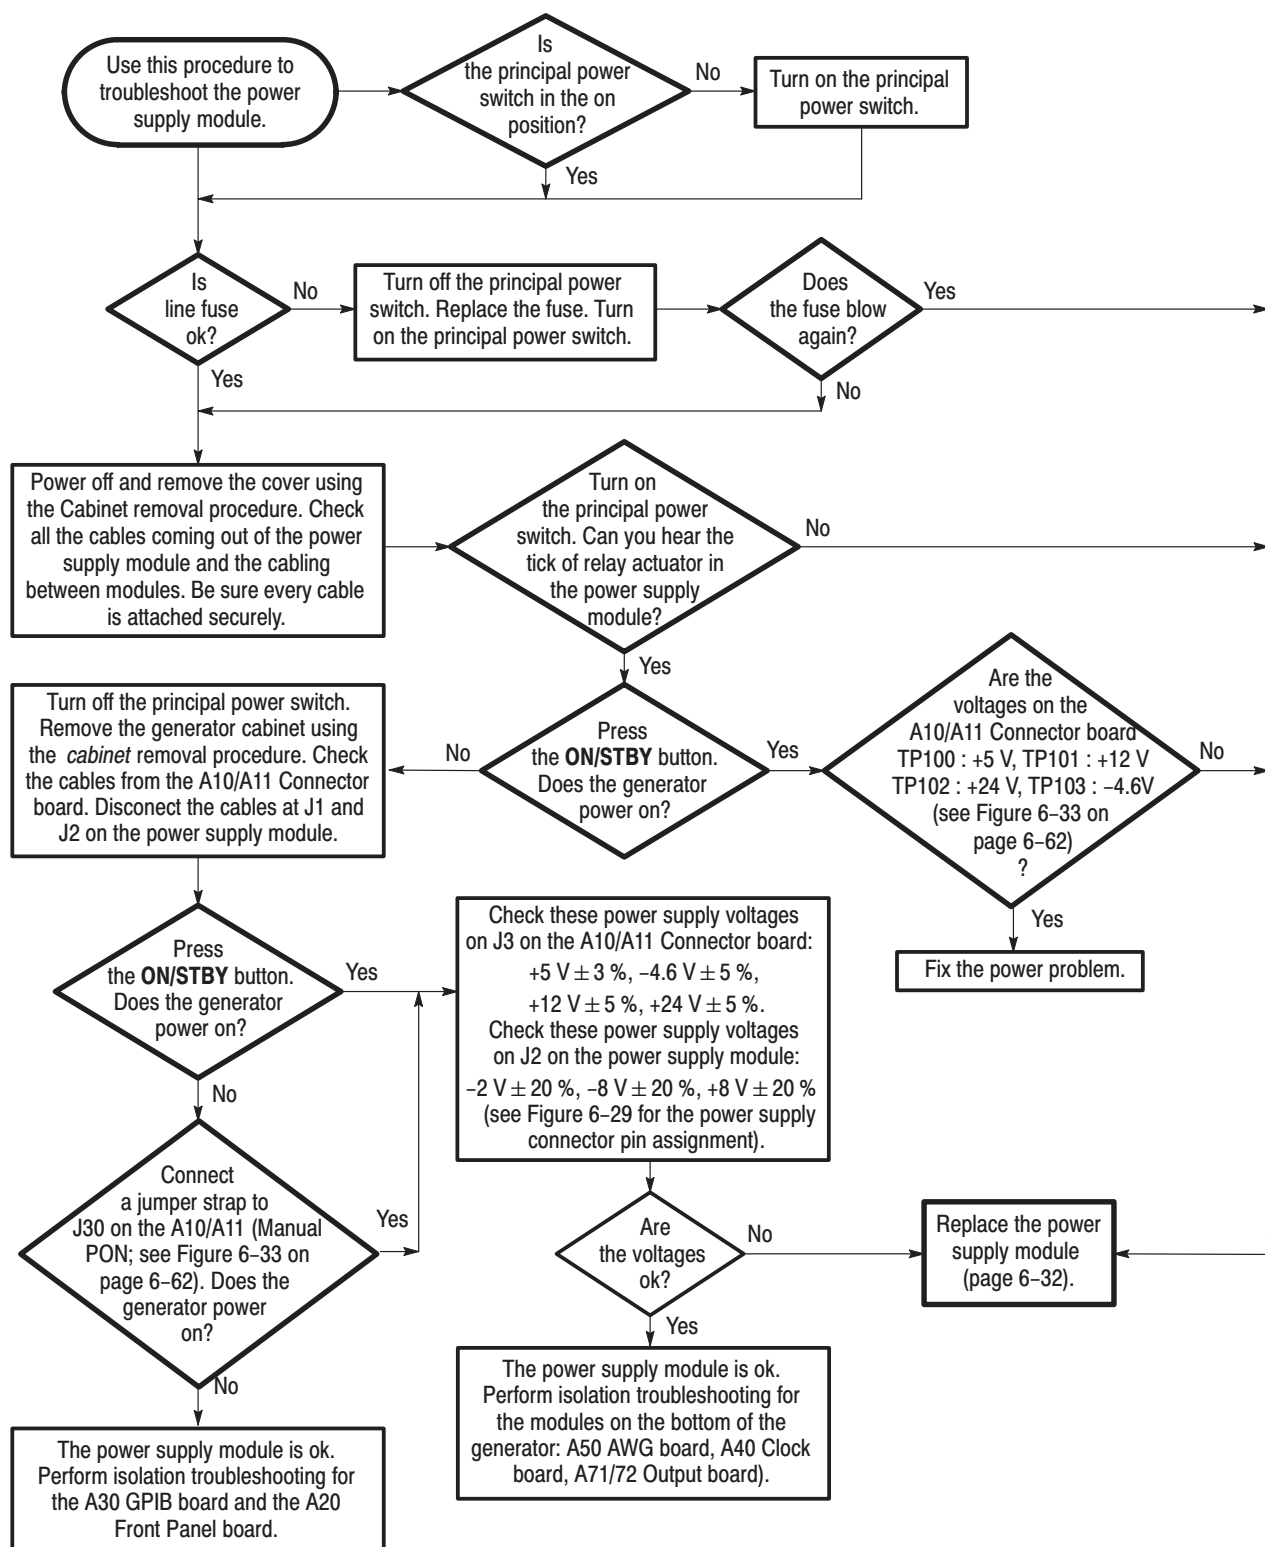 Use this procedure to
troubleshoot the power
supply module.
Is
the principal power
switch in the on
position?
No
Turn on the principal
power switch.
Yes
Is
line fuse
ok?
No
Turn off the principal power
switch. Replace the fuse. Turn
on the principal power switch.
Does
the fuse blow
again?
Yes
Yes
No
Power off and remove the cover using
the Cabinet removal procedure. Check
all the cables coming out of the power
supply module and the cabling
between modules. Be sure every cable
is attached securely.
Turn on
the principal power
switch. Can you hear the
tick of relay actuator in
the power supply
module?
No
Yes
Turn off the principal power switch.
Remove the generator cabinet using
the cabinet removal procedure. Check
the cables from the A10/A11 Connector
board. Disconect the cables at J1 and
J2 on the power supply module.
No
Press
the ON/STBY button.
Does the generator
power on?
Yes
Are the
voltages on the
A10/A11 Connector board
TP100 : +5 V, TP101 : +12 V
TP102 : +24 V, TP103 : –4.6V
(see Figure 6–33 on
page 6–62)
?
No
Yes
Fix the power problem.
Press
the ON/STBY button.
Does the generator
power on?
Yes
No
Check these power supply voltages
on J3 on the A10/A11 Connector board:
+5 V ± 3 %, –4.6 V ± 5 %,
+12 V ± 5 %, +24 V ± 5 %.
Check these power supply voltages
on J2 on the power supply module:
–2 V ± 20 %, –8 V ± 20 %, +8 V ± 20 %
(see Figure 6–29 for the power supply
connector pin assignment).
Connect
a jumper strap to
J30 on the A10/A11 (Manual
PON; see Figure 6–33 on
page 6–62). Does the
generator power
on?
Yes
No
Are
the voltages
ok?
No
Yes
Replace the power
supply module
(page 6–32).
The power supply module is ok.
Perform isolation troubleshooting for
the modules on the bottom of the
generator: A50 AWG board, A40 Clock
board, A71/72 Output board).
The power supply module is ok.
Perform isolation troubleshooting for
the A30 GPIB board and the A20
Front Panel board.